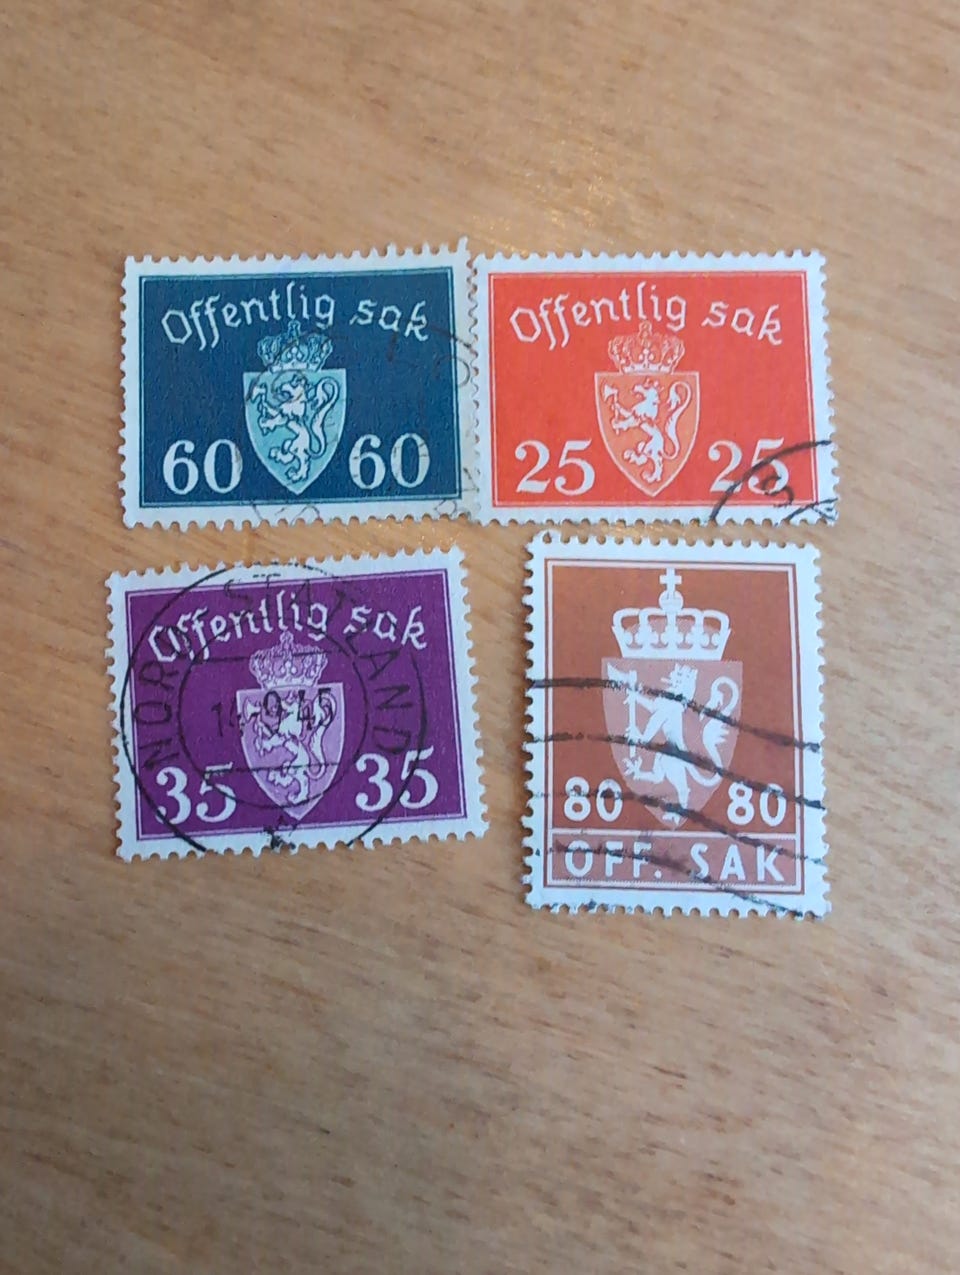 Offentlig sak
60 60
Offentlig sak
25 25
Offentlig sak
35 35
80 80
OFF. SAK